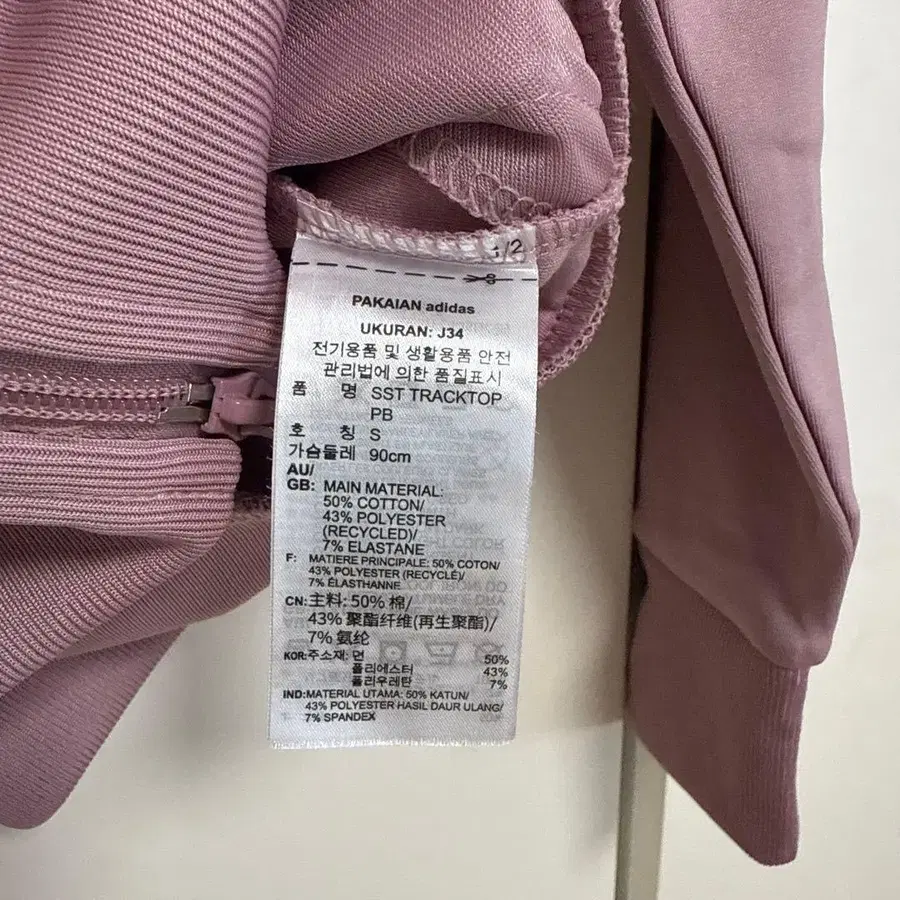 1/2
PAKAIAN adidas
UKURAN: J34
전기용품 및 생활용품 안전
관리법에 의한 품질표시
품 명 SST TRACKTOP
PB
호 칭 S
가슴둘레 90cm
AU/
GB: MAIN MATERIAL:
50% COTTON/
43% POLYESTER
(RECYCLED)/
7% ELASTANE
F: MATIERE PRINCIPALE: 50% COTON/
43% POLYESTER (RECYCLÉ)/
7% ÉLASTHANNE
CN: 主料: 50% 棉/
43% 聚酯纤维(再生聚酯)/
7% 氨纶
KOR: 주소재: 면 50%
폴리에스터 43%
폴리우레탄 7%
IND: MATERIAL UTAMA: 50% KATUN/
43% POLYESTER HASIL DAUR ULANG/
7% SPANDEX